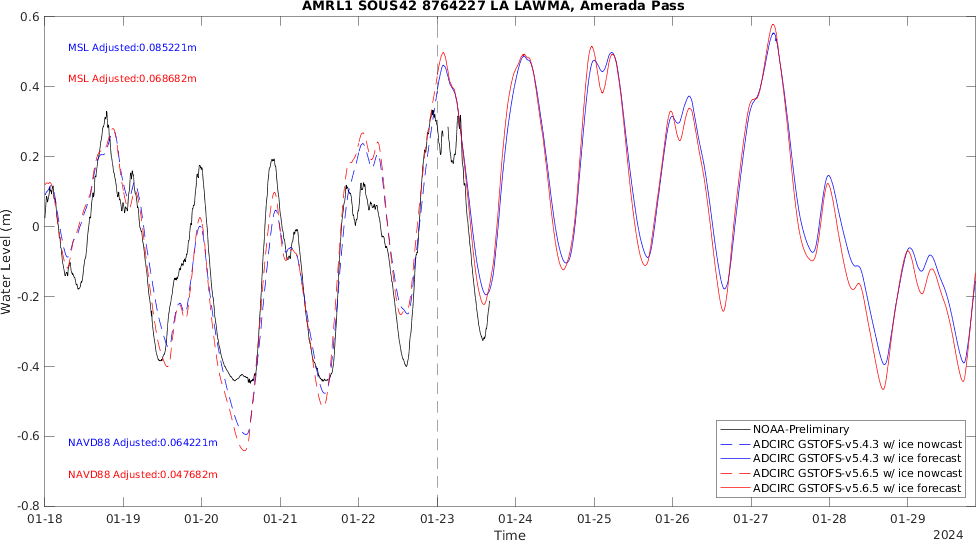 AMRL1 SOUS42 8764227 LA LAWMA, Amerada Pass
0.6
0.4
0.2
0
-0.2
-0.4
-0.6
-0.8
Water Level (m)
MSL Adjusted:0.085221m
MSL Adjusted:0.068682m
NAVD88 Adjusted:0.064221m
NAVD88 Adjusted:0.047682m
NOAA-Preliminary
ADCIRC GSTOFS-v5.4.3 w/ ice nowcast
ADCIRC GSTOFS-v5.4.3 w/ ice forecast
ADCIRC GSTOFS-v5.6.5 w/ ice nowcast
ADCIRC GSTOFS-v5.6.5 w/ ice forecast
01-18 01-19 01-20 01-21 01-22 01-23 01-24 01-25 01-26 01-27 01-28 01-29
Time
2024